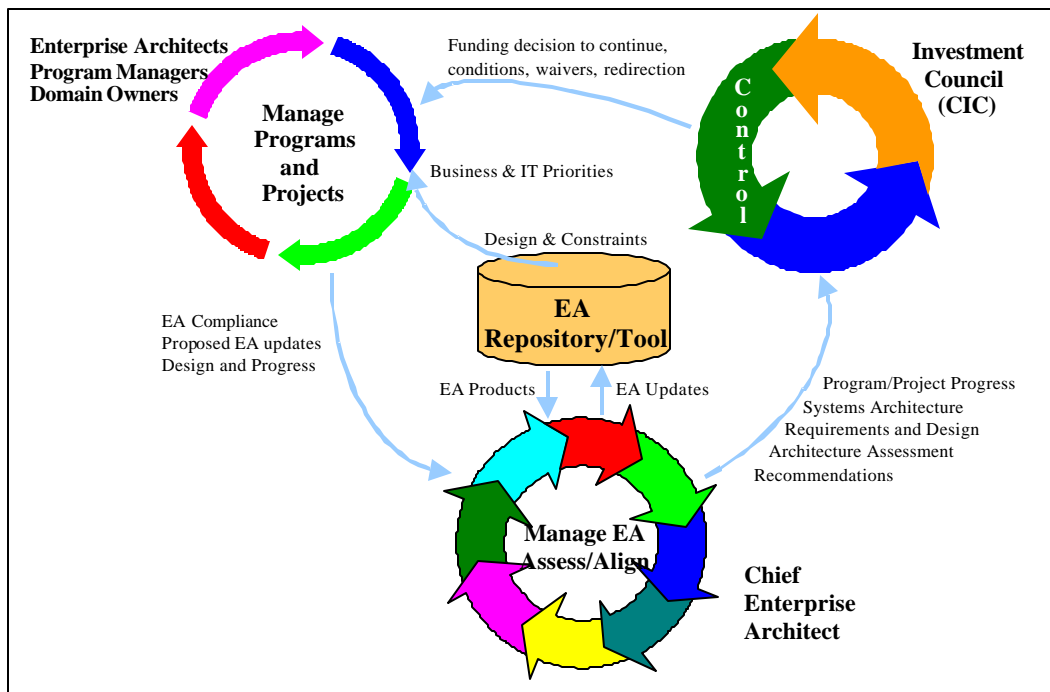 Enterprise Architects
Program Managers
Domain Owners
Manage
Programs
and
Projects
Funding decision to continue,
conditions, waivers, redirection
Control
Investment
Council
(CIC)
Business & IT Priorities
Design & Constraints
EA
Repository/Tool
EA Compliance
Proposed EA updates
Design and Progress
EA Products
EA Updates
Program/Project Progress
Systems Architecture
Requirements and Design
Architecture Assessment
Recommendations
Manage EA
Assess/Align
Chief
Enterprise
Architect